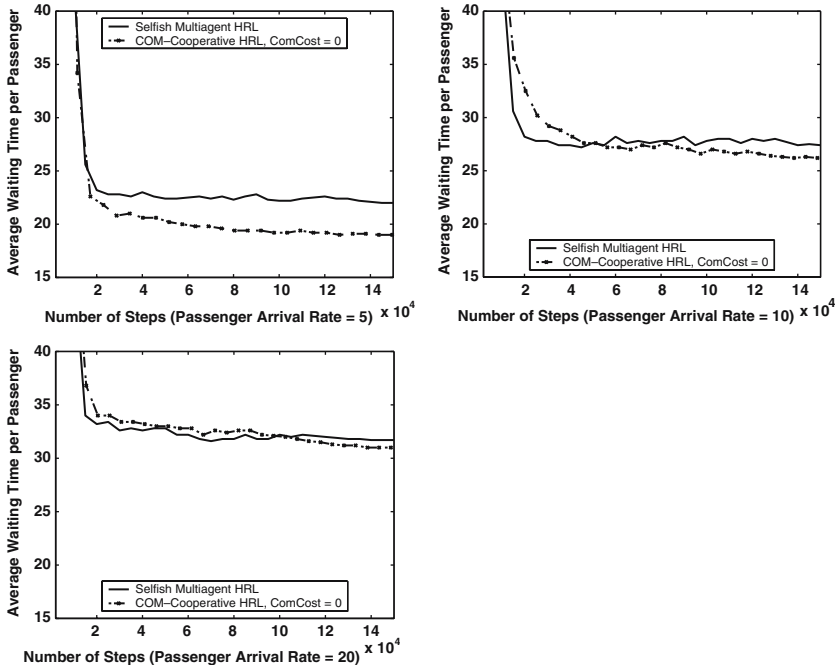 Average Waiting Time per Passenger
40
35
30
25
20
15
Selfish Multiagent HRL
COM–Cooperative HRL, ComCost = 0
2 4 6 8 10 12 14
Number of Steps (Passenger Arrival Rate = 5) x 10^4
Average Waiting Time per Passenger
40
35
30
25
20
15
Selfish Multiagent HRL
COM–Cooperative HRL, ComCost = 0
2 4 6 8 10 12 14
Number of Steps (Passenger Arrival Rate = 10) x 10^4
Average Waiting Time per Passenger
40
35
30
25
20
15
Selfish Multiagent HRL
COM–Cooperative HRL, ComCost = 0
2 4 6 8 10 12 14
Number of Steps (Passenger Arrival Rate = 20) x 10^4